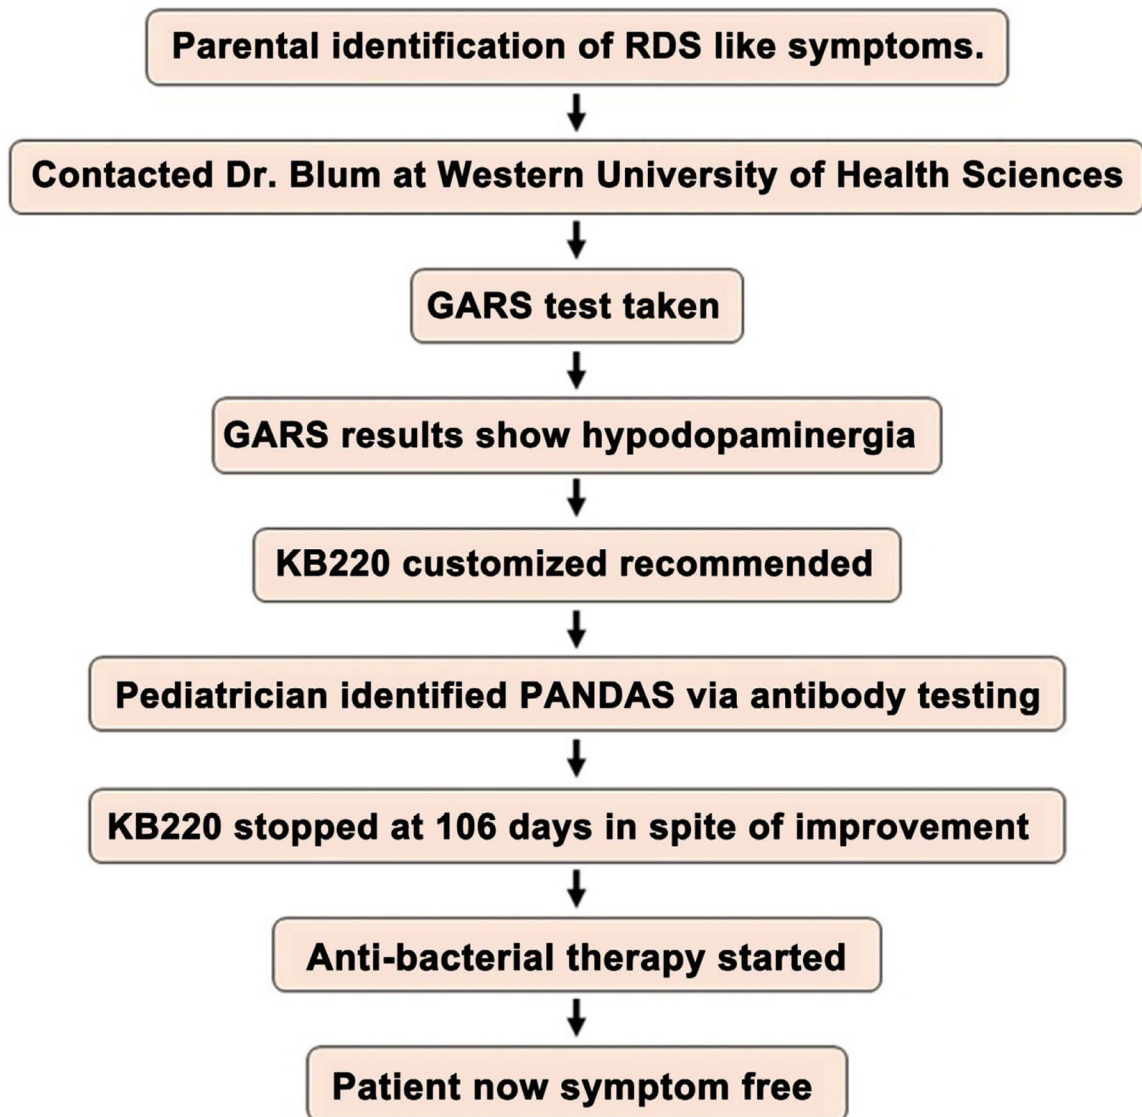 Parental identification of RDS like symptoms.
Contacted Dr. Blum at Western University of Health Sciences
GARS test taken
GARS results show hypodopaminergia
KB220 customized recommended
Pediatrician identified PANDAS via antibody testing
KB220 stopped at 106 days in spite of improvement
Anti-bacterial therapy started
Patient now symptom free